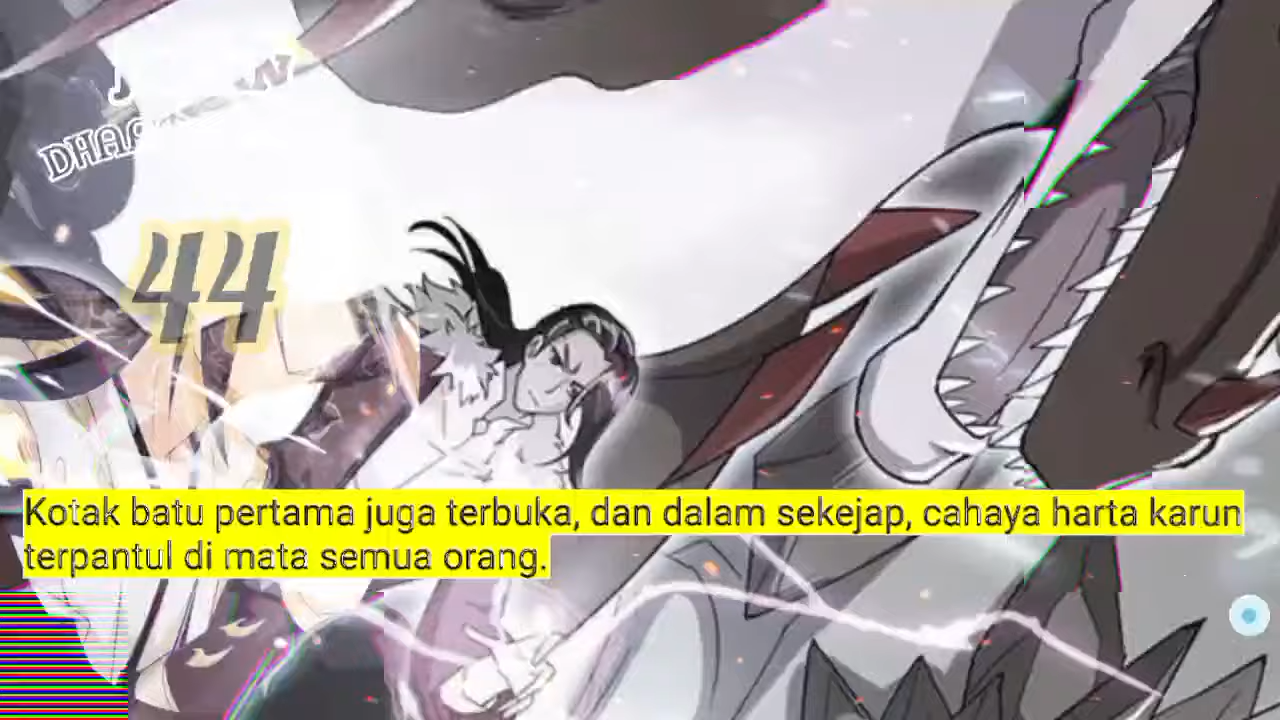 44
Kotak batu pertama juga terbuka, dan dalam sekejap, cahaya harta karun
terpantul di mata semua orang.